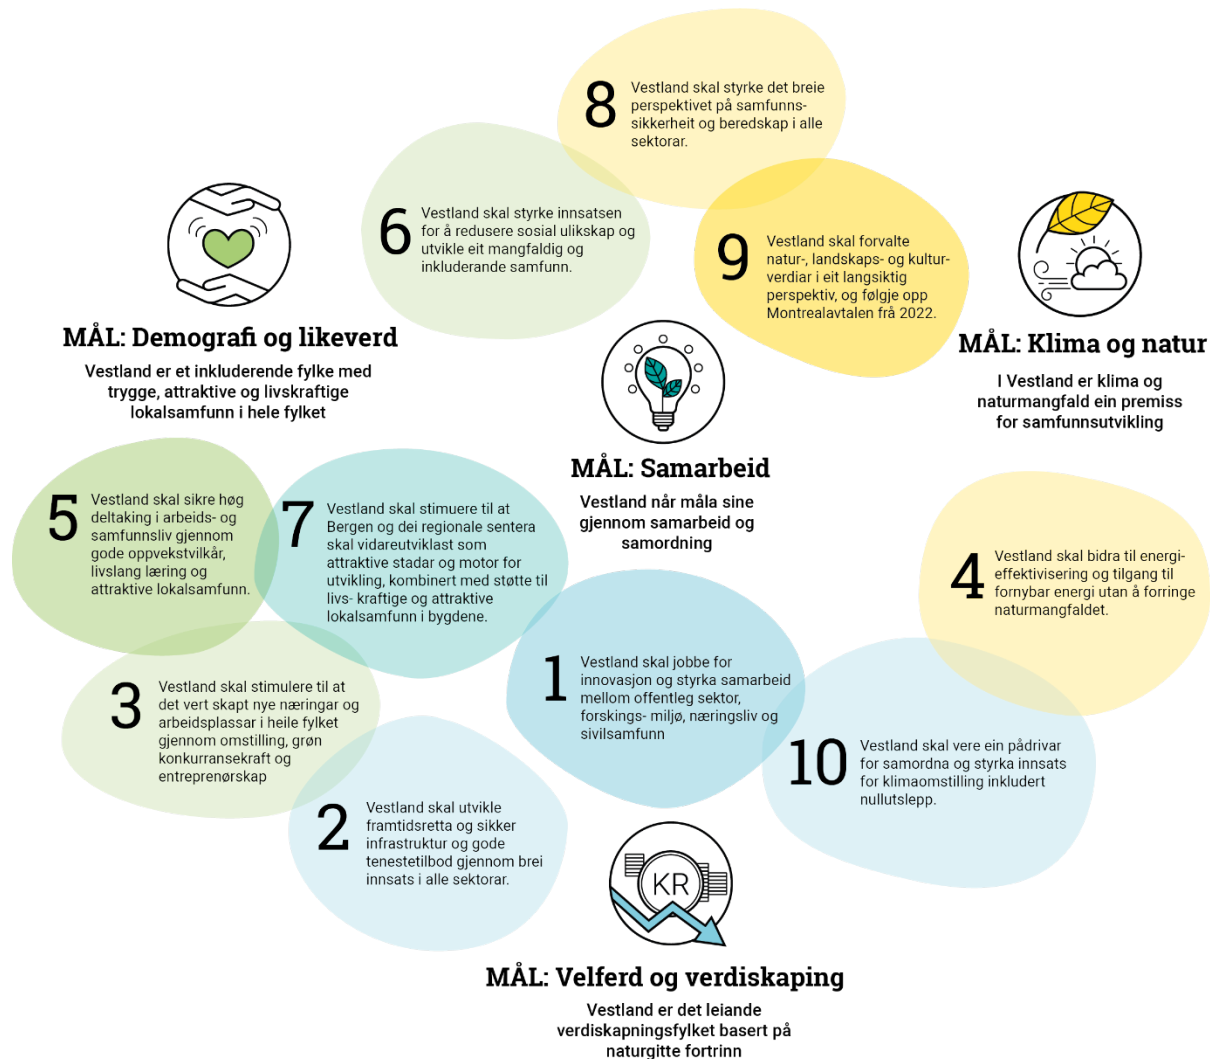 8
Vestland skal styrke det breie
perspektivet på samfunns-
sikkerheit og beredskap i alle
sektorar.
6
Vestland skal styrke innsatsen
for å redusere sosial ulikskap og
utvikle eit mangfaldig og
inkluderande samfunn.
9
Vestland skal forvalte
natur-, landskaps- og kultur-
verdiar i eit langsiktig
perspektiv, og følgje opp
Montrealavtalen frå 2022.
MÅL: Demografi og likeverd
Vestland er et inkluderende fylke med
trygge, attraktive og livskraftige
lokalsamfunn i hele fylket
MÅL: Klima og natur
I Vestland er klima og
naturmangfald ein premiss
for samfunnsutvikling
MÅL: Samarbeid
Vestland når måla sine
gjennom samarbeid og
samordning
5
Vestland skal sikre høg
deltaking i arbeids- og
samfunnsliv gjennom
gode oppvekstvilkår,
livslang læring og
attraktive lokalsamfunn.
7
Vestland skal stimuere til at
Bergen og dei regionale sentera
skal vidareutviklast som
attraktive stadar og motor for
utvikling, kombinert med støtte til
livs- kraftige og attraktive
lokalsamfunn i bygdene.
4
Vestland skal bidra til energi-
effektivisering og tilgang til
fornybar energi utan å forringe
naturmangfaldet.
3
Vestland skal stimulere til at
det vert skapt nye næringar og
arbeidsplassar i heile fylket
gjennom omstilling, grøn
konkurransekraft og
entreprenørskap
1
Vestland skal jobbe for
innovasjon og styrka samarbeid
mellom offentleg sektor,
forskings- miljø, næringsliv og
sivilsamfunn
10
Vestland skal vere ein pådrivar
for samordna og styrka innsats
for klimaomstilling inkludert
nullutslepp.
2
Vestland skal utvikle
framtidsretta og sikker
infrastruktur og gode
tenestetilbod gjennom brei
innsats i alle sektorar.
KR
MÅL: Velferd og verdiskaping
Vestland er det leiande
verdiskapningsfylket basert på
naturgitte fortrinn